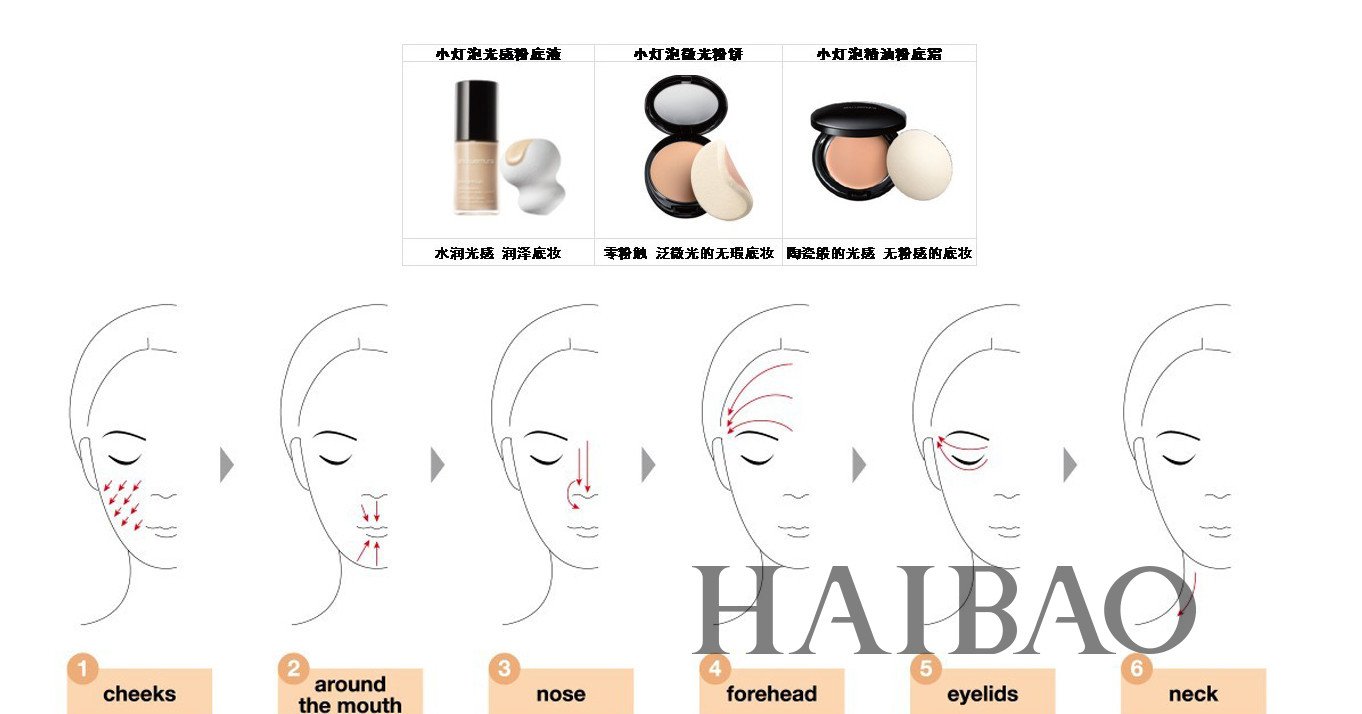 小灯泡光感粉底液 小灯泡微光粉饼 小灯泡精油粉底霜
水润光感 润泽底妆 零粉触 泛微光的无瑕底妆 陶瓷般的光感 无粉感的底妆
HAIBAO
1 2 3 4 5 6
cheeks around the mouth nose forehead eyelids neck